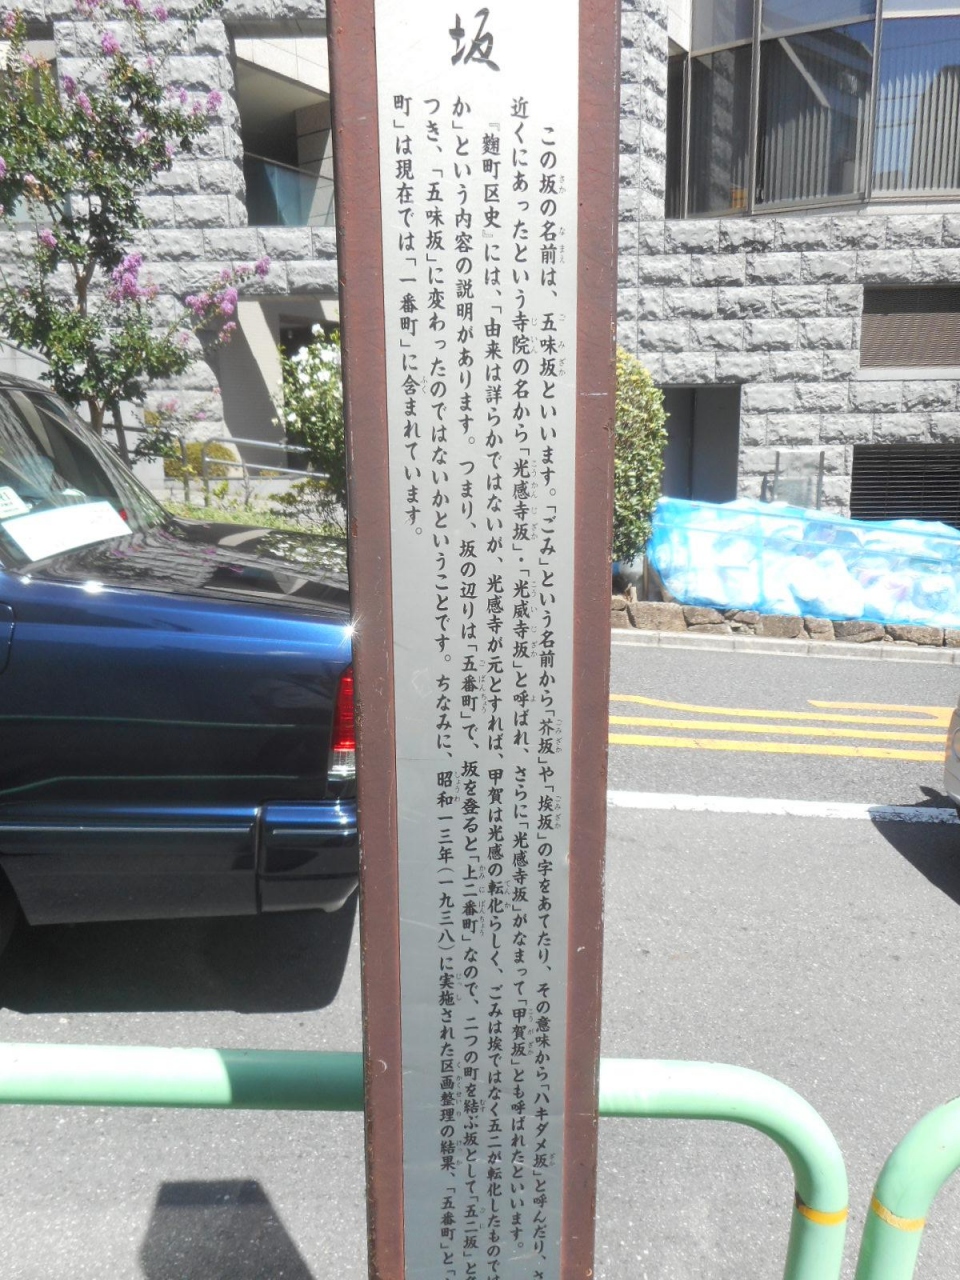 坂
この坂の名前は、五味坂といいます。「ごみ」という名前から「芥坂」や「埃坂」の字をあてたり、その意味から「ハキダメ坂」と呼んだり、さ
近くにあったという寺院の名から「光感寺坂」・「光威寺坂」と呼ばれ、さらに「光感寺坂」がなまって「甲賀坂」とも呼ばれたといいます。
『麴町区史』には、「由来は詳らかではないが、光感寺が元とすれば、甲賀は光感の転化らしく、ごみは埃ではなく五二が転化したものでは
か」という内容の説明があります。つまり、坂の辺りは「五番町」で、坂を登ると「上二番町」なので、二つの町を結ぶ坂として「五二坂」と
つき、「五味坂」に変わったのではないかということです。ちなみに、昭和一三年（一九三八）に実施された区画整理の結果、「五番町」と「
町」は現在では「一番町」に含まれています。